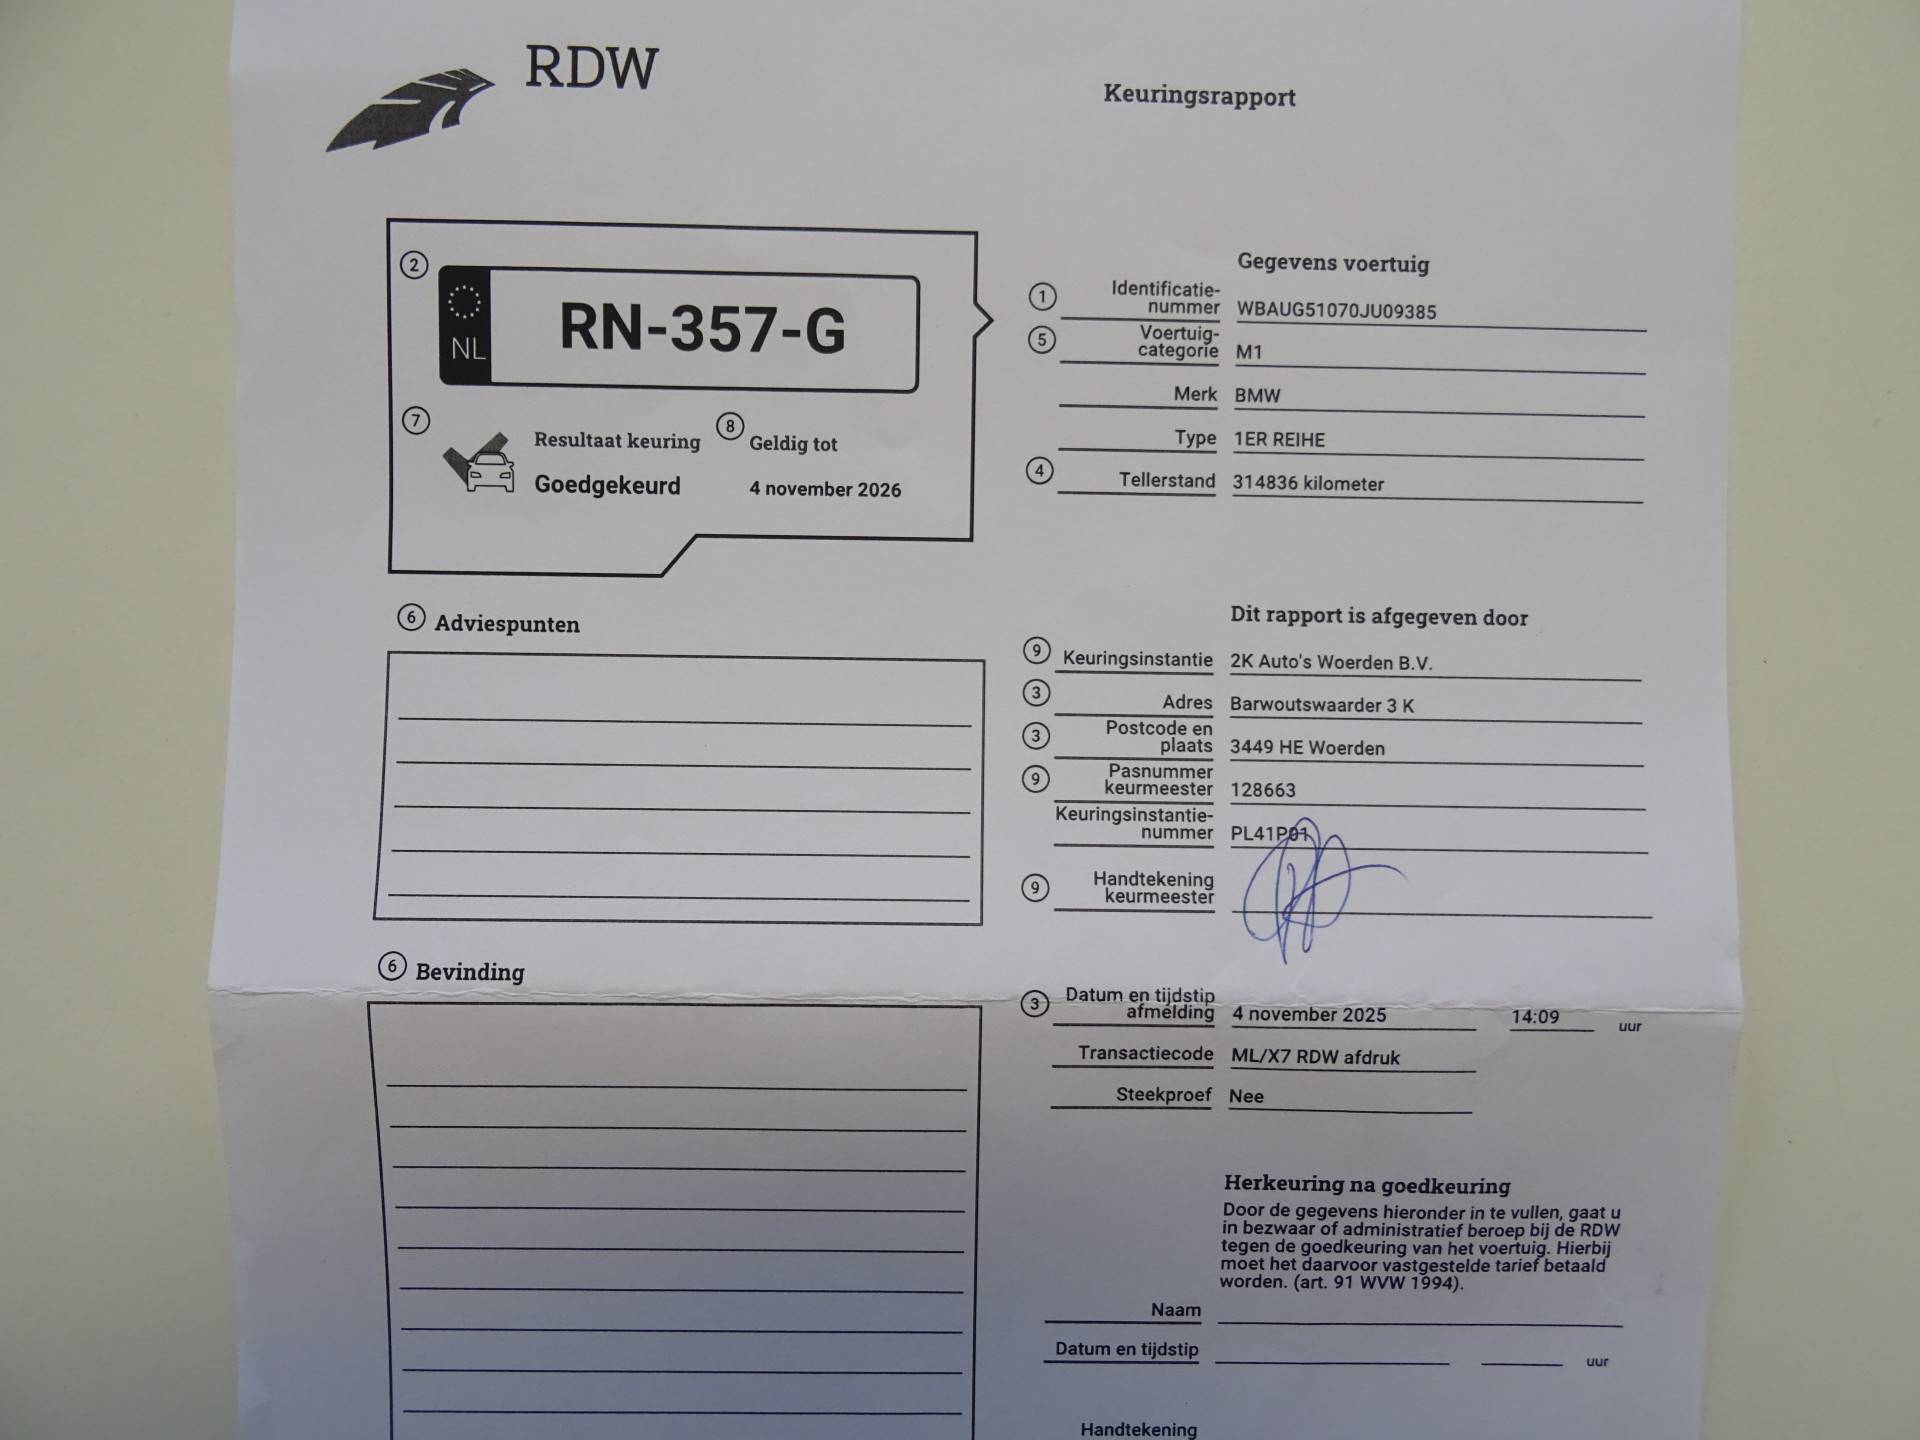 RDW
Keuringsrapport
2
NL
RN-357-G
7
Resultaat keuring
Goedgekeurd
8
Geldig tot
4 november 2026
Gegevens voertuig
1 Identificatie-
nummer WBAUG51070JU09385
5 Voertuig-
categorie M1
Merk BMW
Type 1ER REIHE
4 Tellerstand 314836 kilometer
6 Adviespunten
Dit rapport is afgegeven door
9 Keuringsinstantie 2K Auto's Woerden B.V.
3 Adres Barwoutswaarder 3 K
3 Postcode en
plaats 3449 HE Woerden
9 Pasnummer
keurmeester 128663
Keuringsinstantie-
nummer PL41P01
9 Handtekening
keurmeester
6 Bevinding
3 Datum en tijdstip
afmelding 4 november 2025 14:09 uur
Transactiecode ML/X7 RDW afdruk
Steekproef Nee
Herkeuring na goedkeuring
Door de gegevens hieronder in te vullen, gaat u
in bezwaar of administratief beroep bij de RDW
tegen de goedkeuring van het voertuig. Hierbij
moet het daarvoor vastgestelde tarief betaald
worden. (art. 91 WVW 1994).
Naam
Datum en tijdstip uur
Handtekening